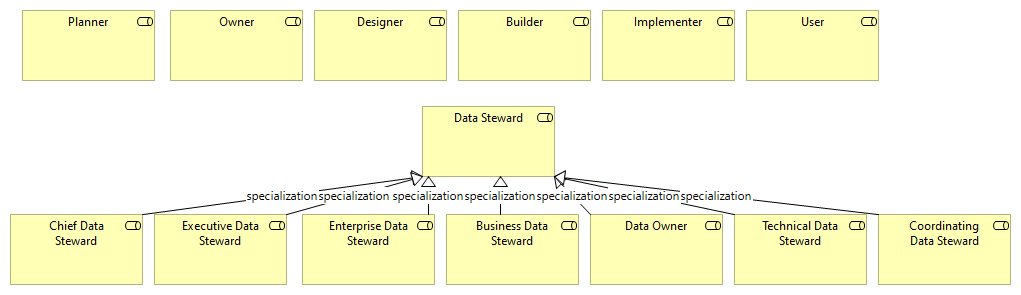 Planner
Owner
Designer
Builder
Implementer
User
Data Steward
specialization
specialization
specialization
specialization
specialization
specialization
specialization
Chief Data
Steward
Executive Data
Steward
Enterprise Data
Steward
Business Data
Steward
Data Owner
Technical Data
Steward
Coordinating
Data Steward